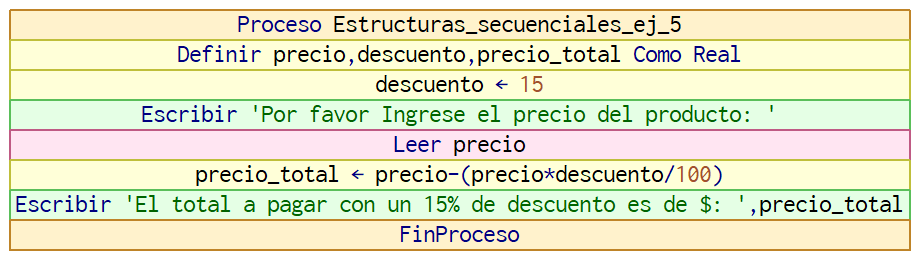 Proceso Estructuras_secuenciales_ej_5
Definir precio,descuento,precio_total Como Real
descuento ← 15
Escribir 'Por favor Ingrese el precio del producto: '
Leer precio
precio_total ← precio-(precio*descuento/100)
Escribir 'El total a pagar con un 15% de descuento es de $: ',precio_total
FinProceso